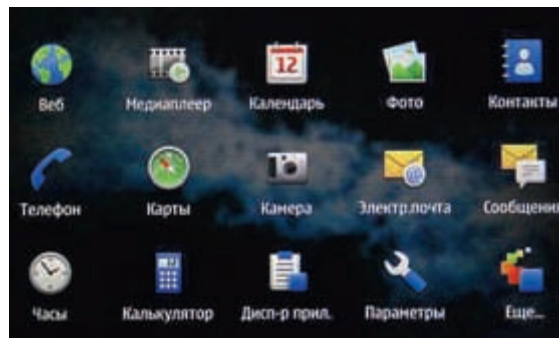 12
Веб
Медиаплеер
Календарь
Фото
Контакты
Телефон
Карты
Камера
Электр.почта
Сообщени
Часы
Калькулятор
Дисп-р прил.
Параметры
Еще...